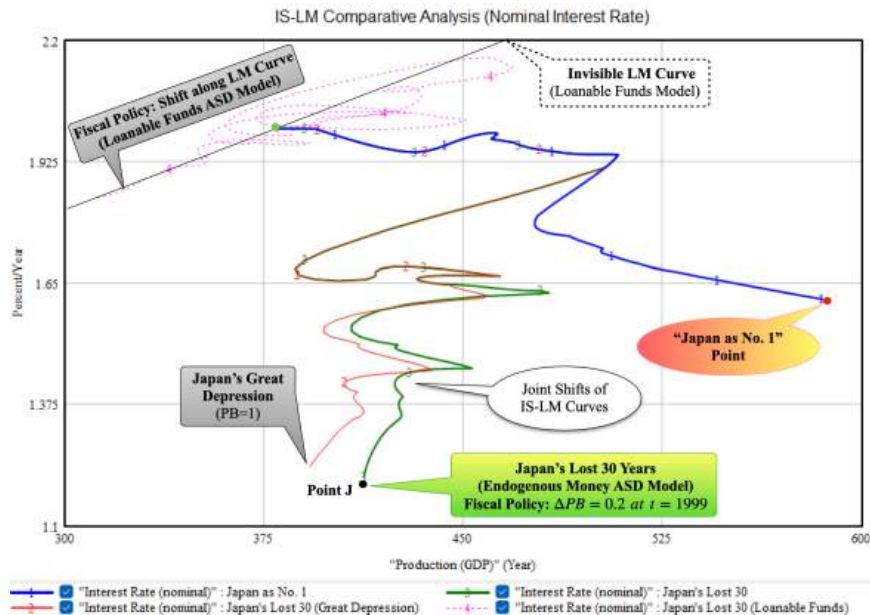 IS-LM Comparative Analysis (Nominal Interest Rate)
2.2
1.925
1.65
1.375
1.1
Percent/Year
Fiscal Policy: Shift along LM Curve
(Loanable Funds ASD Model)
Invisible LM Curve
(Loanable Funds Model)
"Japan as No. 1"
Point
Japan's Great
Depression
(PB=1)
Joint Shifts of
IS-LM Curves
Point J
Japan's Lost 30 Years
(Endogenous Money ASD Model)
Fiscal Policy: ΔPB = 0.2 at t = 1999
300
375
450
525
600
"Production (GDP)" (Year)
1 "Interest Rate (nominal)" : Japan as No. 1
2 "Interest Rate (nominal)" : Japan's Lost 30 (Great Depression)
3 "Interest Rate (nominal)" : Japan's Lost 30
4 "Interest Rate (nominal)" : Japan's Lost 30 (Loanable Funds)